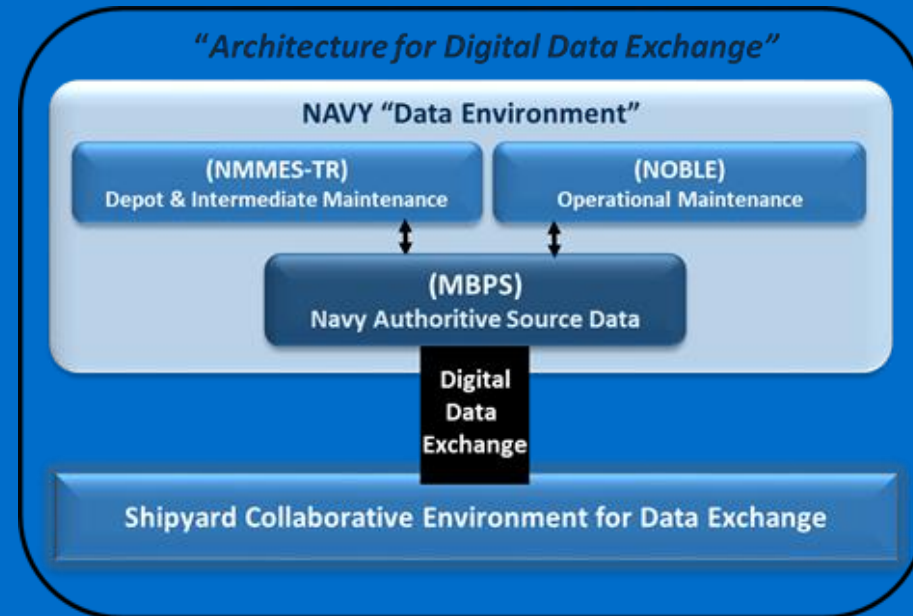 “Architecture for Digital Data Exchange”
NAVY “Data Environment”
(NMMES-TR)
Depot & Intermediate Maintenance
(NOBLE)
Operational Maintenance
(MBPS)
Navy Authoritive Source Data
Digital
Data
Exchange
Shipyard Collaborative Environment for Data Exchange